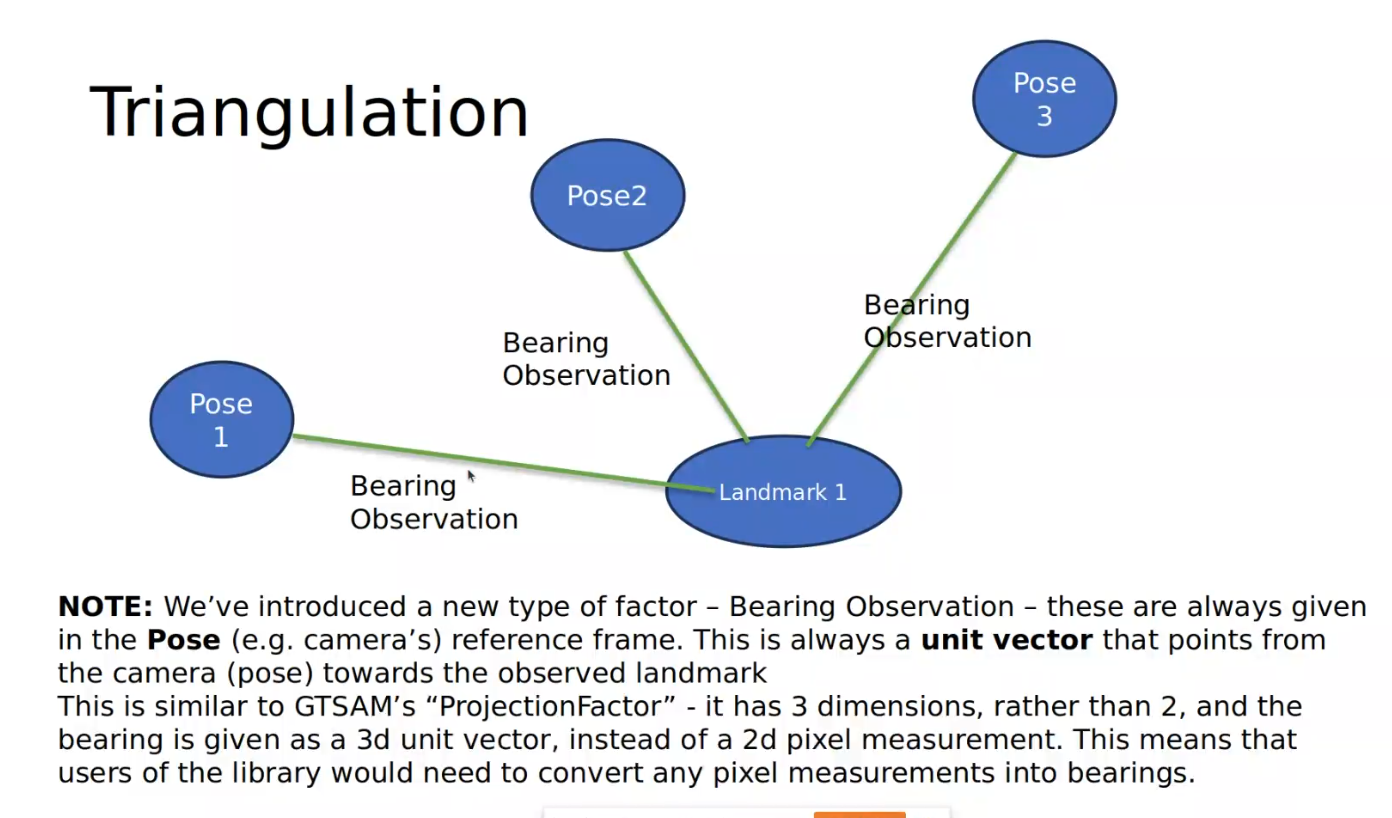 Triangulation
Pose
3
Pose2
Bearing
Observation
Bearing
Observation
Pose
1
Bearing
Observation
Landmark 1
NOTE: We’ve introduced a new type of factor – Bearing Observation – these are always given
in the Pose (e.g. camera’s) reference frame. This is always a unit vector that points from
the camera (pose) towards the observed landmark
This is similar to GTSAM’s “ProjectionFactor” - it has 3 dimensions, rather than 2, and the
bearing is given as a 3d unit vector, instead of a 2d pixel measurement. This means that
users of the library would need to convert any pixel measurements into bearings.